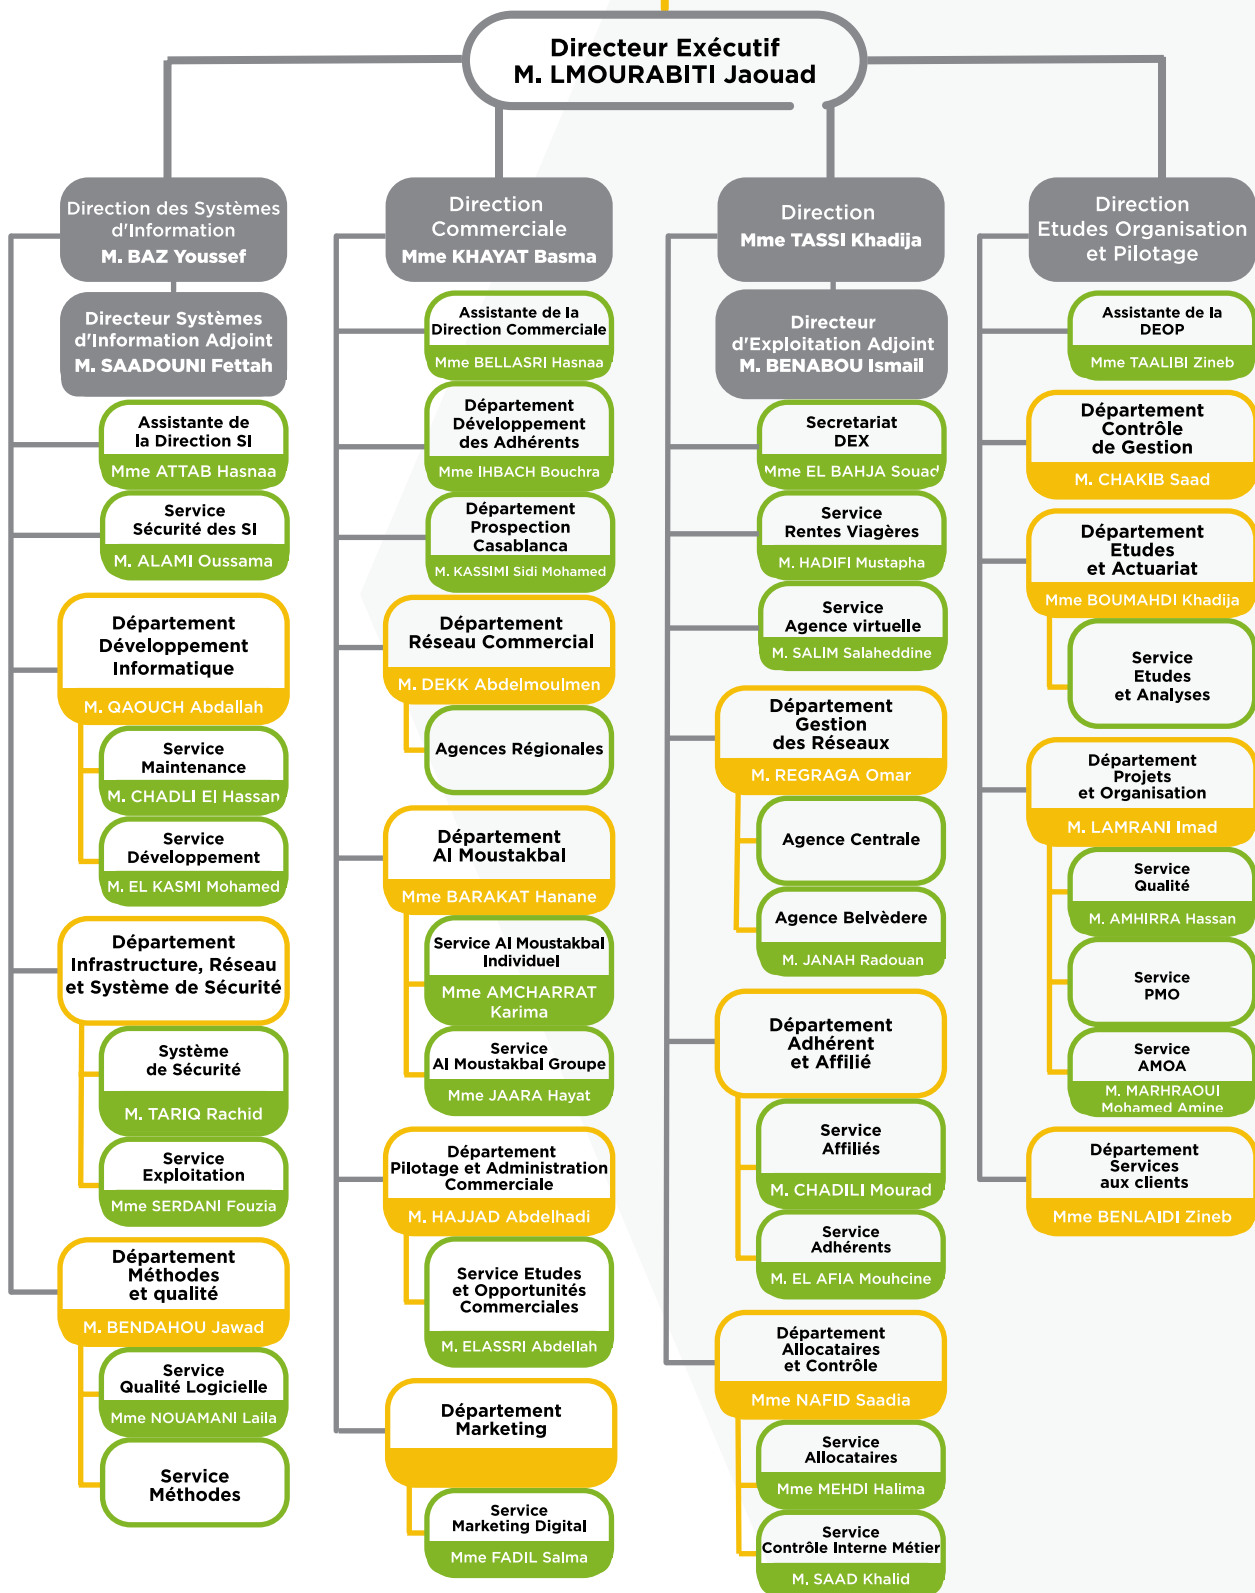 Directeur Exécutif
M. LMOURABITI Jaouad
Direction des Systèmes
d'Information
M. BAZ Youssef
Directeur Systèmes
d'Information Adjoint
M. SAADOUNI Fettah
Assistante de
la Direction SI
Mme ATTAB Hasnaa
Service
Sécurité des SI
M. ALAMI Oussama
Département
Développement
Informatique
M. QAOUCH Abdallah
Service
Maintenance
M. CHADLI El Hassan
Service
Développement
M. EL KASMI Mohamed
Département
Infrastructure, Réseau
et Système de Sécurité
Système
de Sécurité
M. TARIQ Rachid
Service
Exploitation
Mme SERDANI Fouzia
Département
Méthodes
et qualité
M. BENDAHOU Jawad
Service
Qualité Logicielle
Mme NOUAMANI Laila
Service
Méthodes
Direction
Commerciale
Mme KHAYAT Basma
Assistante de la
Direction Commerciale
Mme BELLASRI Hasnaa
Département
Développement
des Adhérents
Mme IHBACH Bouchra
Département
Prospection
Casablanca
M. KASSIMI Sidi Mohamed
Département
Réseau Commercial
M. DEKK Abdelmoulmen
Agences Régionales
Département
Al Moustakbal
Mme BARAKAT Hanane
Service Al Moustakbal
Individuel
Mme AMCHARRAT
Karima
Service
Al Moustakbal Groupe
Mme JAARA Hayat
Département
Pilotage et Administration
Commerciale
M. HAJJAD Abdelhadi
Service Etudes
et Opportunités
Commerciales
M. ELASSRI Abdellah
Département
Marketing
Service
Marketing Digital
Mme FADIL Salma
Direction
Mme TASSI Khadija
Directeur
d'Exploitation Adjoint
M. BENABOU Ismail
Secretariat
DEX
Mme EL BAHJA Souad
Service
Rentes Viagères
M. HADIFI Mustapha
Service
Agence virtuelle
M. SALIM Salaheddine
Département
Gestion
des Réseaux
M. REGRAGA Omar
Agence Centrale
Agence Belvèdere
M. JANAH Radouan
Département
Adhérent
et Affilié
Service
Affiliés
M. CHADILI Mourad
Service
Adhérents
M. EL AFIA Mouhcine
Département
Allocataires
et Contrôle
Mme NAFID Saadia
Service
Allocataires
Mme MEHDI Halima
Service
Contrôle Interne Métier
M. SAAD Khalid
Direction
Etudes Organisation
et Pilotage
Assistante de la
DEOP
Mme TAALIBI Zineb
Département
Contrôle
de Gestion
M. CHAKIB Saad
Département
Etudes
et Actuariat
Mme BOUMAHDI Khadija
Service
Etudes
et Analyses
Département
Projets
et Organisation
M. LAMRANI Imad
Service
Qualité
M. AMHIRRA Hassan
Service
PMO
Service
AMOA
M. MARHRAOUI
Mohamed Amine
Département
Services
aux clients
Mme BENLAIDI Zineb